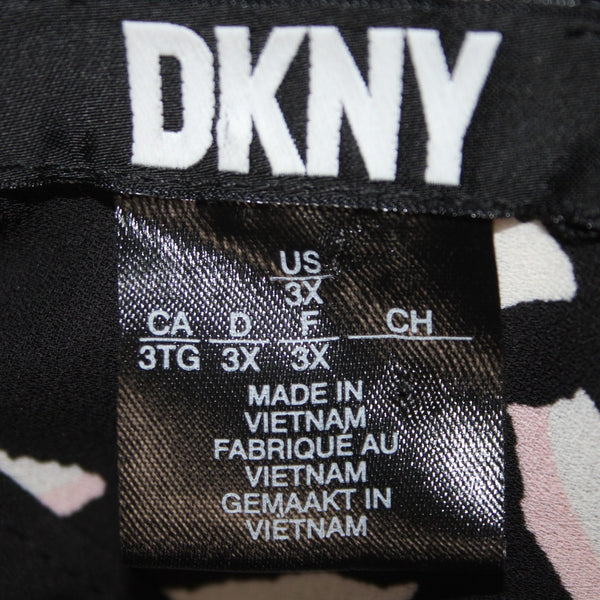 DKNY
US
3X
CA D F CH
3TG 3X 3X
MADE IN
VIETNAM
FABRIQUÉ AU
VIETNAM
GEMAAKT IN
VIETNAM